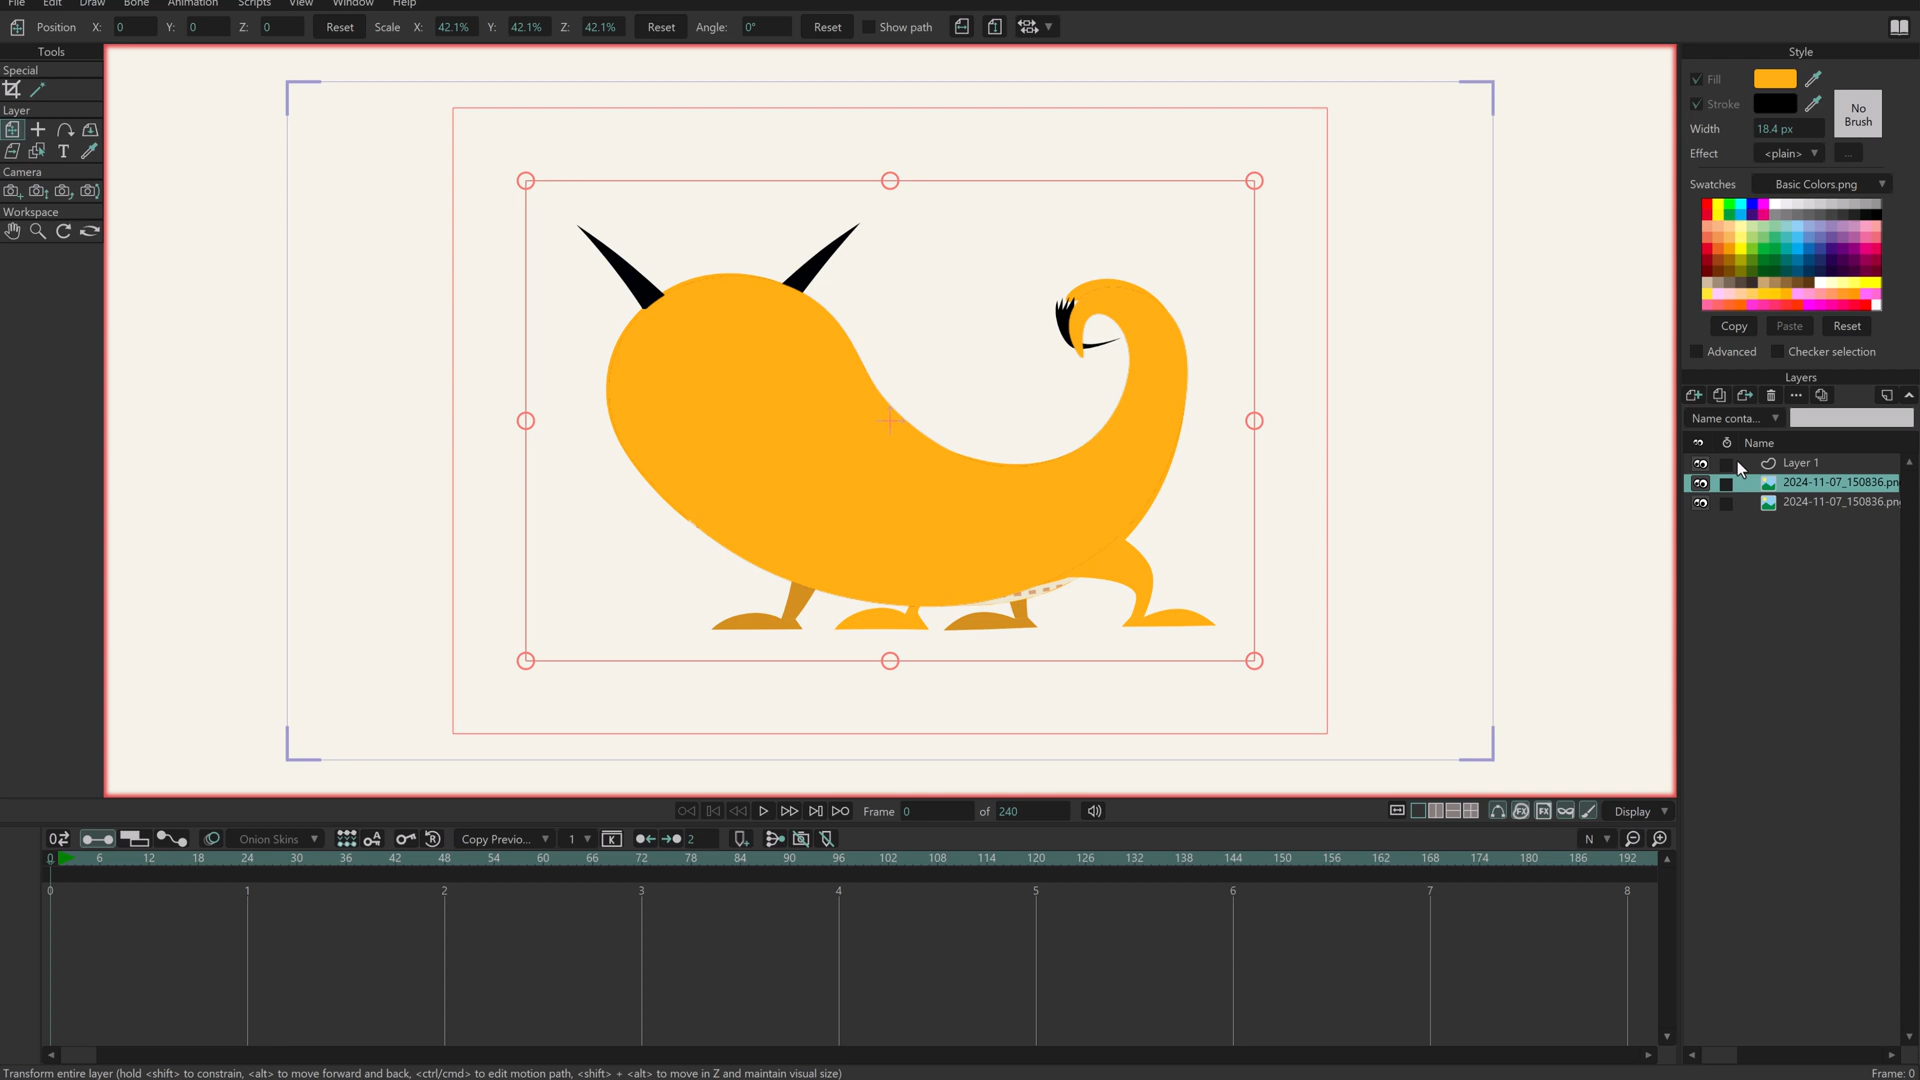 File Edit Draw Bone Animation Scripts View Window Help
Position X: 0 Y: 0 Z: 0 Reset Scale X: 42.1% Y: 42.1% Z: 42.1% Reset Angle: 0° Reset Show path
Tools
Special
Layer
Camera
Workspace
Style
Fill
Stroke
No
Brush
Width 18.4 px
Effect <plain> ...
Swatches Basic Colors.png
Copy Paste Reset
Advanced Checker selection
Layers
Name conta...
Name
Layer 1
2024-11-07_150836.pn
2024-11-07_150836.pn
Frame 0 of 240 Display
Onion Skins Copy Previo... 1 2 N
0 6 12 18 24 30 36 42 48 54 60 66 72 78 84 90 96 102 108 114 120 126 132 138 144 150 156 162 168 174 180 186 192
0 1 2 3 4 5 6 7 8
Transform entire layer (hold <shift> to constrain, <alt> to move forward and back, <ctrl/cmd> to edit motion path, <shift> + <alt> to move in Z and maintain visual size) Frame: 0